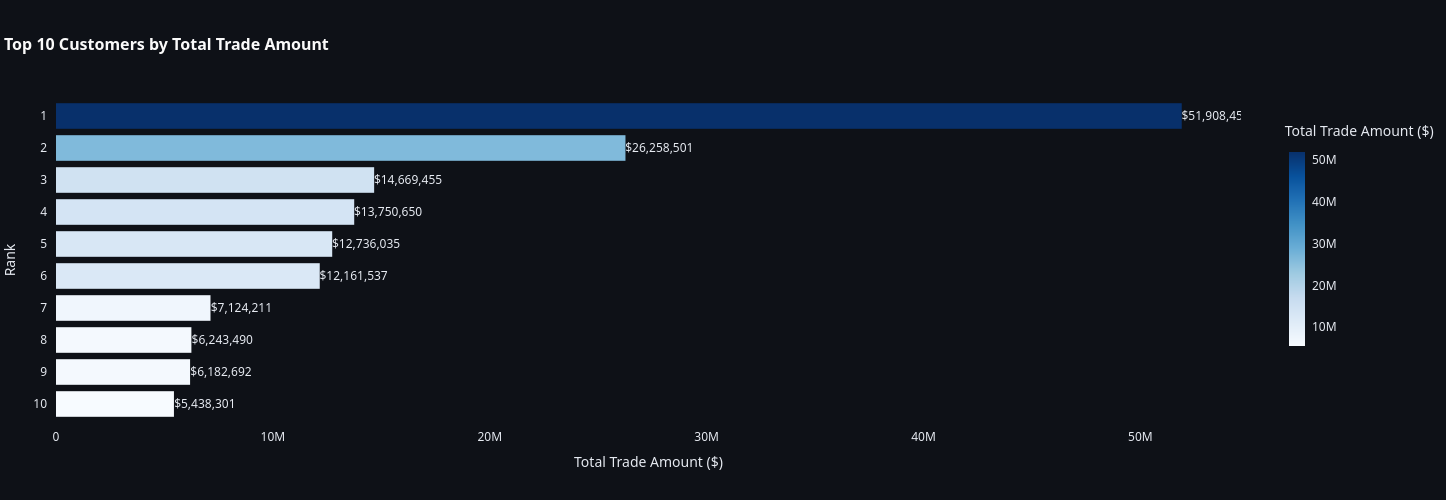 Top 10 Customers by Total Trade Amount
1 $51,908,45
2 $26,258,501
3 $14,669,455
4 $13,750,650
5 $12,736,035
6 $12,161,537
7 $7,124,211
8 $6,243,490
9 $6,182,692
10 $5,438,301
Rank
0 10M 20M 30M 40M 50M
Total Trade Amount ($)
Total Trade Amount ($)
50M
40M
30M
20M
10M